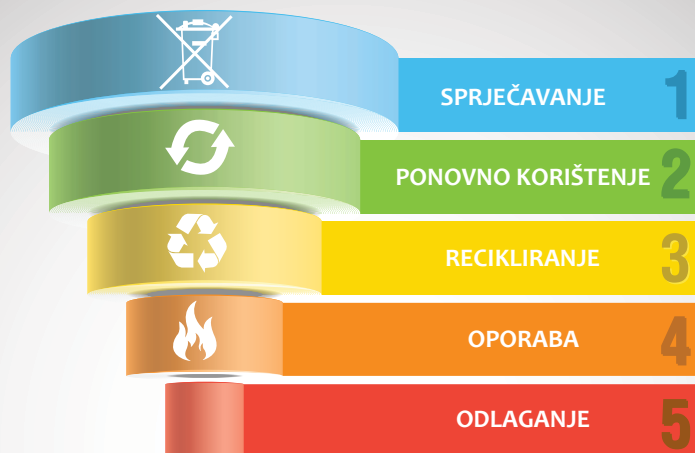 SPRJEČAVANJE 1
PONOVNO KORIŠTENJE 2
RECIKLIRANJE 3
OPORABA 4
ODLAGANJE 5